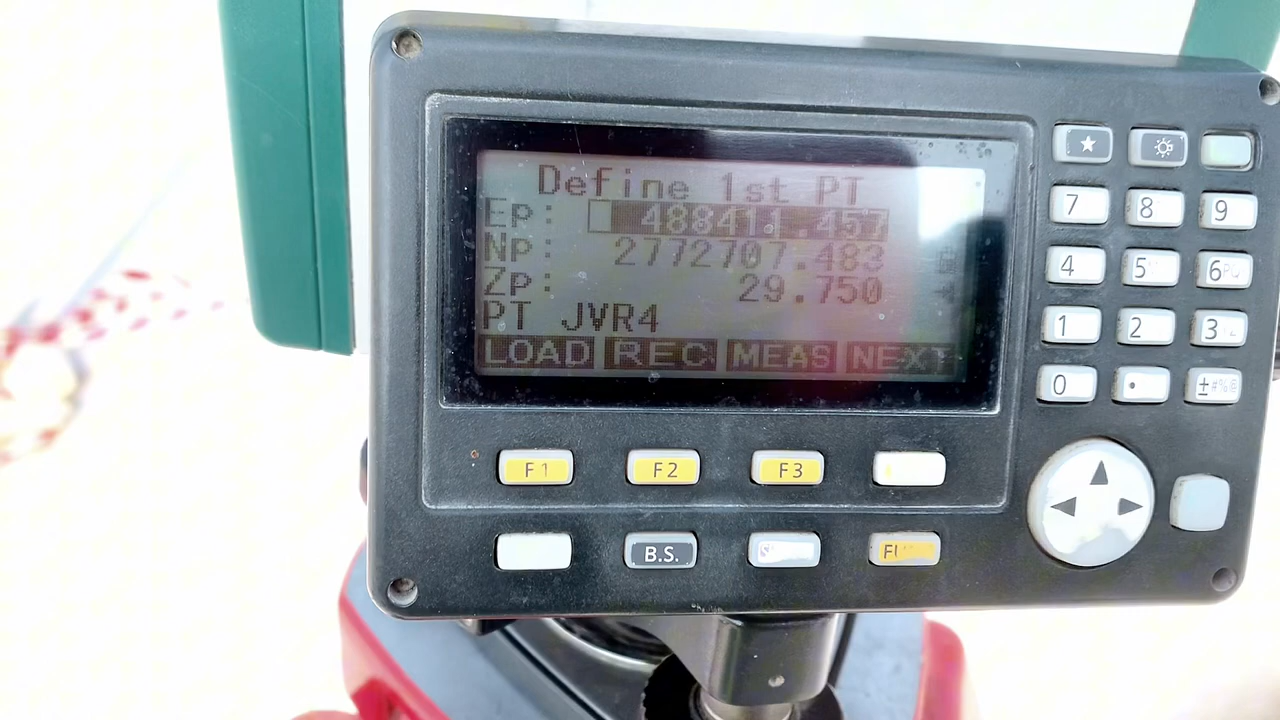 Define 1st PT
Ep: 488411.457
Np: 2772707.483
Zp: 29.750
PT JVR4
LOAD REC MEAS NEXT
★
7 8 9
4 5 6PQ
1 2 3
0 . ±#%@
F1 F2 F3
B.S.